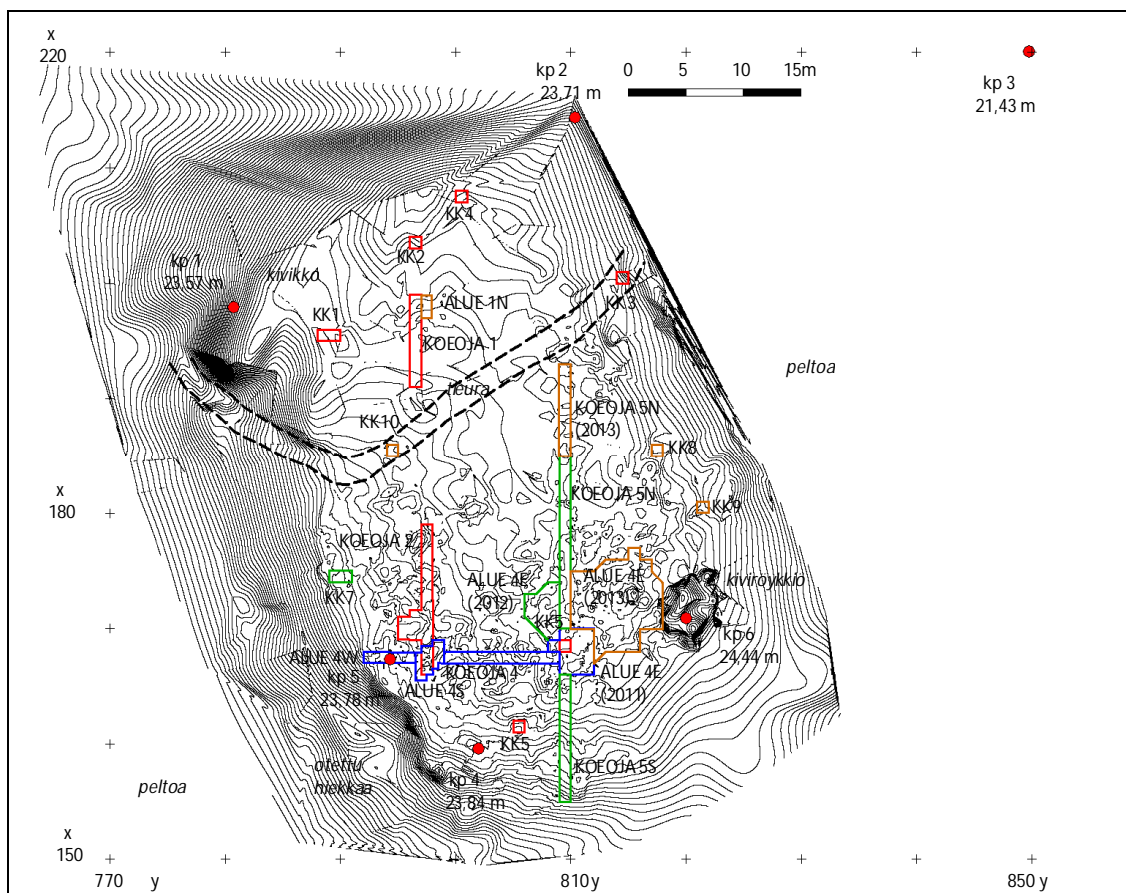 x
220
kp 2
23,71 m
0 5 10 15m
kp 3
21,43 m
KK4
KK2
kp 1
23,57 m
kivikko
KK3
ALUE 1N
KK1
KOEOJA 1
peltoa
reura
KOEOJA 5N
(2013)
KK10
KK8
x
180
KOEOJA 5N
KK9
KOEOJA 2
ALUE 4E
(2012)
ALUE 4E
(2013)
kiviröykkiö
KK7
KK5
kp 6
24,44 m
ALUE 4W
kp 5
23,78 m
KOEOJA 4
ALUE 4S
ALUE 4E
(2011)
KK5
otettu
hiekkaa
kp 4
23,84 m
KOEOJA 5S
peltoa
x
150
770 y
810 y
850 y